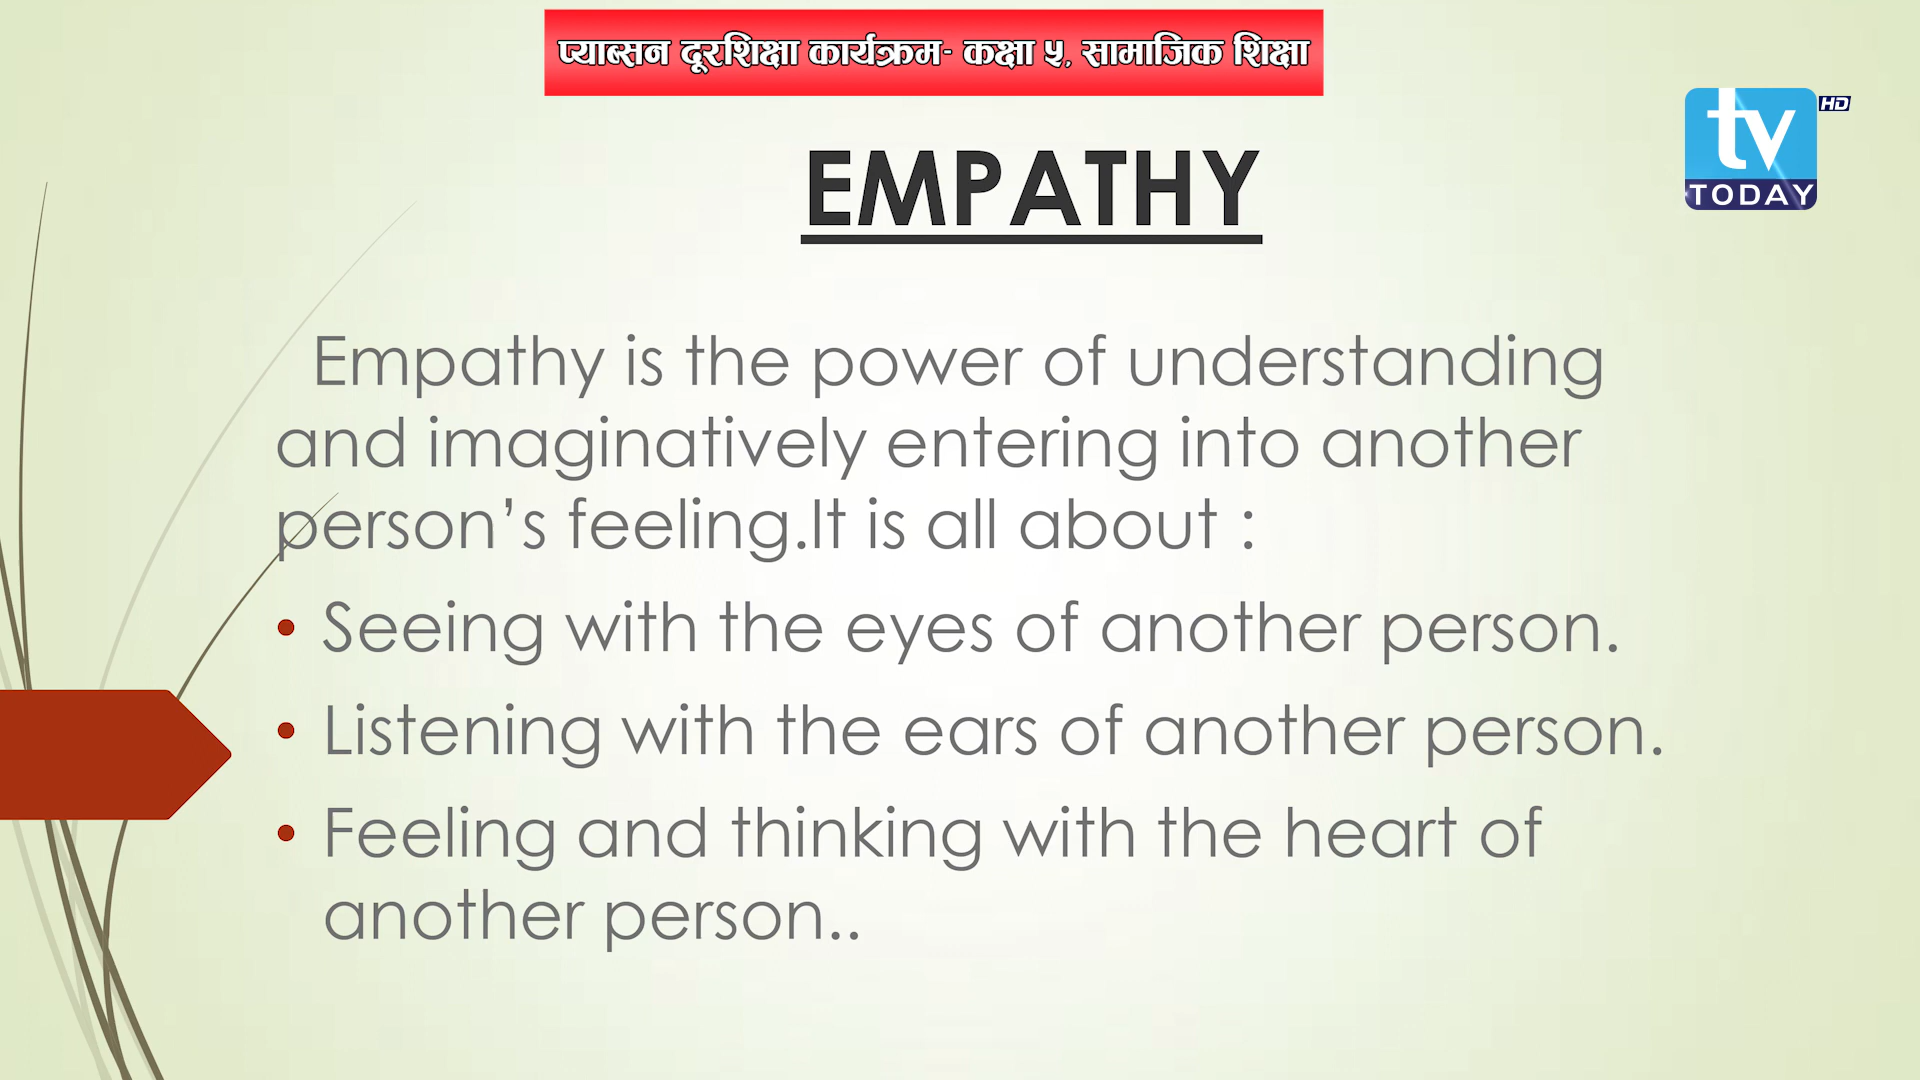 प्याब्सन दूरशिक्षा कार्यक्रम- कक्षा ५, सामाजिक शिक्षा
tv HD
TODAY
EMPATHY
Empathy is the power of understanding
and imaginatively entering into another
person’s feeling.It is all about :
• Seeing with the eyes of another person.
• Listening with the ears of another person.
• Feeling and thinking with the heart of
another person..